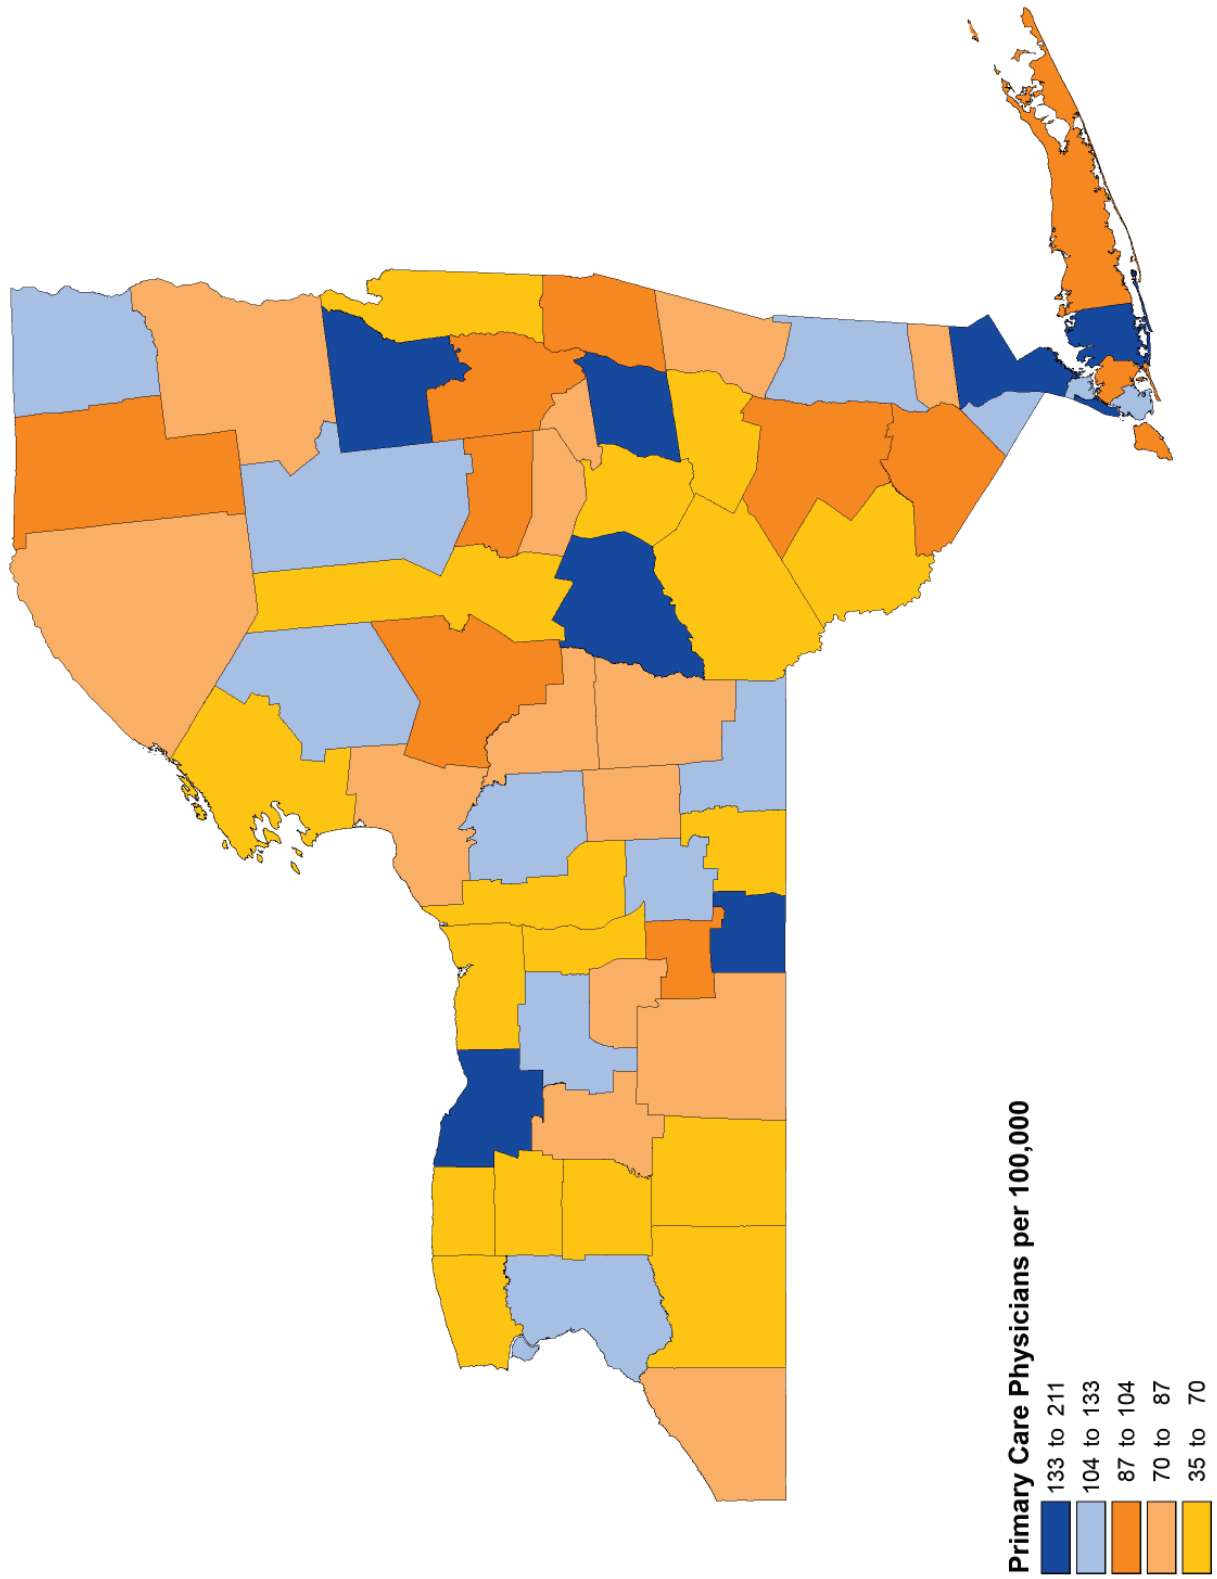 Primary Care Physicians per 100,000
133 to 211
104 to 133
87 to 104
70 to 87
35 to 70